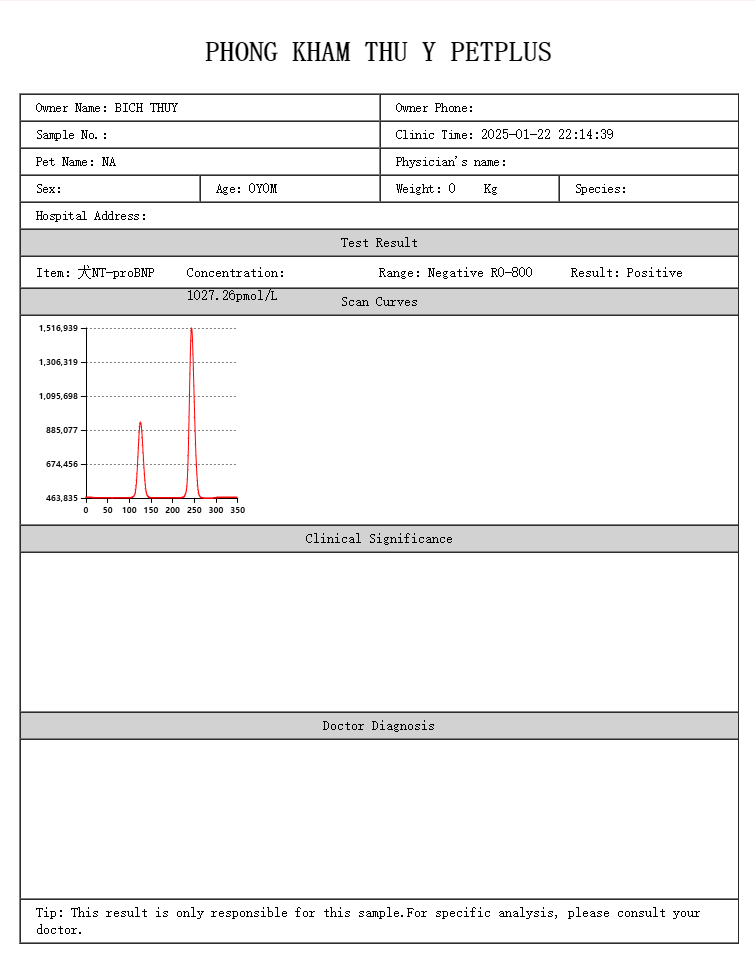 PHONG KHAM THU Y PETPLUS
Owner Name: BICH THUY
Owner Phone:
Sample No.:
Clinic Time: 2025-01-22 22:14:39
Pet Name: NA
Physician's name:
Sex:
Age: 0Y0M
Weight: 0 Kg
Species:
Hospital Address:
Test Result
Item: 犬NT-proBNP
Concentration:
1027.26pmol/L
Range: Negative R0-800
Result: Positive
Scan Curves
1,516,939
1,306,319
1,095,698
885,077
674,456
463,835
0 50 100 150 200 250 300 350
Clinical Significance
Doctor Diagnosis
Tip: This result is only responsible for this sample.For specific analysis, please consult your
doctor.